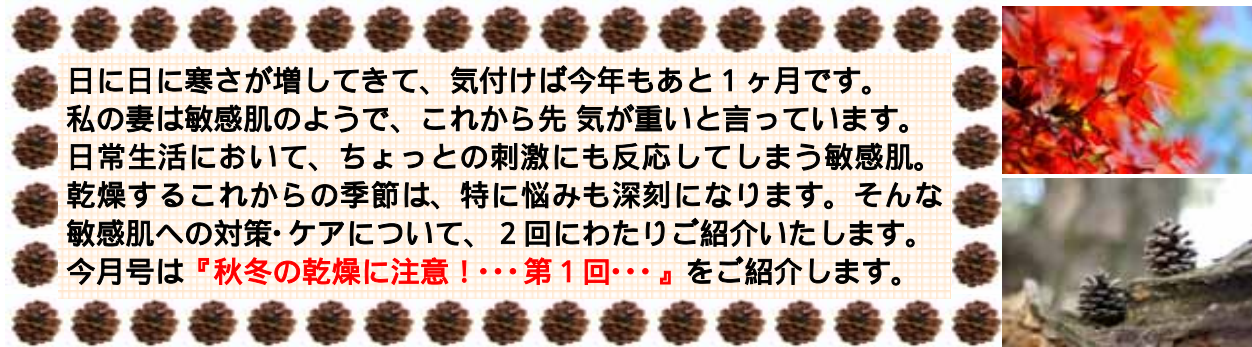 日に日に寒さが増してきて、気付けば今年もあと１ヶ月です。
私の妻は敏感肌のようで、これから先 気が重いと言っています。
日常生活において、ちょっとの刺激にも反応してしまう敏感肌。
乾燥するこれからの季節は、特に悩みも深刻になります。そんな
敏感肌への対策･ケアについて、２回にわたりご紹介いたします。
今月号は『秋冬の乾燥に注意！･･･第１回･･･』をご紹介します。